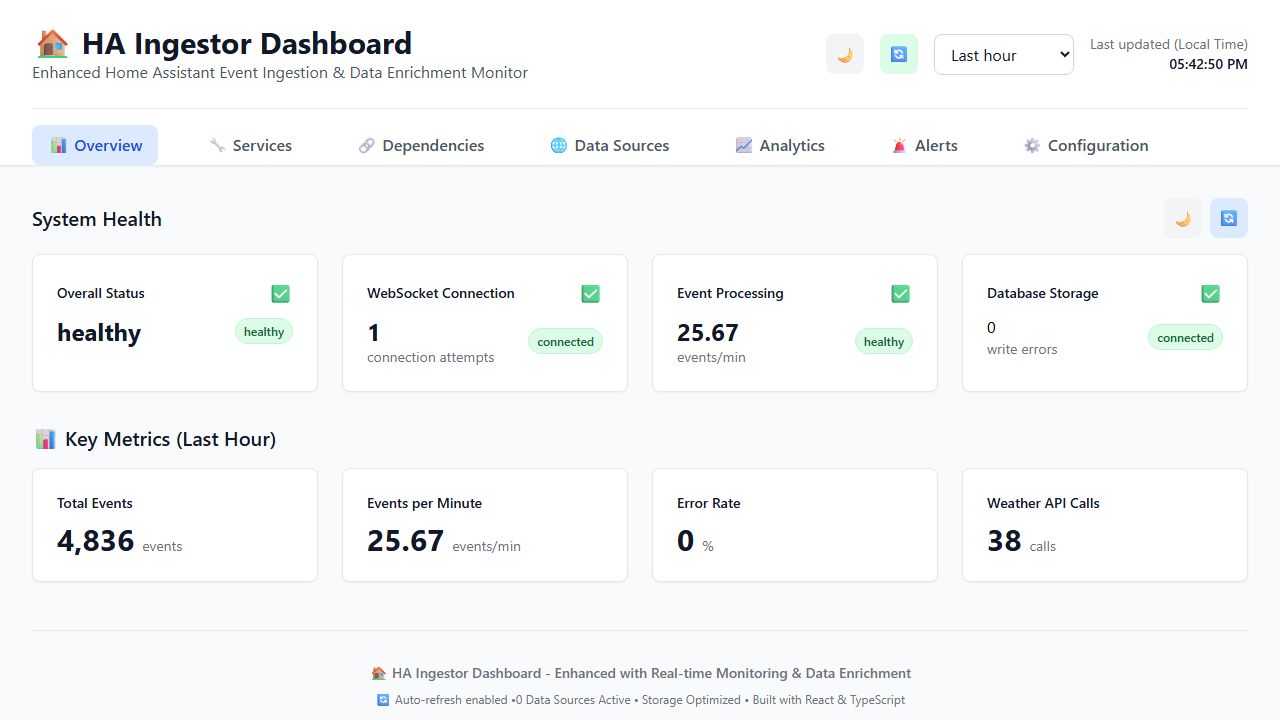 HA Ingestor Dashboard
Enhanced Home Assistant Event Ingestion & Data Enrichment Monitor
Last hour
Last updated (Local Time)
05:42:50 PM
Overview
Services
Dependencies
Data Sources
Analytics
Alerts
Configuration
System Health
Overall Status
healthy
healthy
WebSocket Connection
1
connection attempts
connected
Event Processing
25.67
events/min
healthy
Database Storage
0
write errors
connected
Key Metrics (Last Hour)
Total Events
4,836 events
Events per Minute
25.67 events/min
Error Rate
0 %
Weather API Calls
38 calls
HA Ingestor Dashboard - Enhanced with Real-time Monitoring & Data Enrichment
Auto-refresh enabled •0 Data Sources Active • Storage Optimized • Built with React & TypeScript